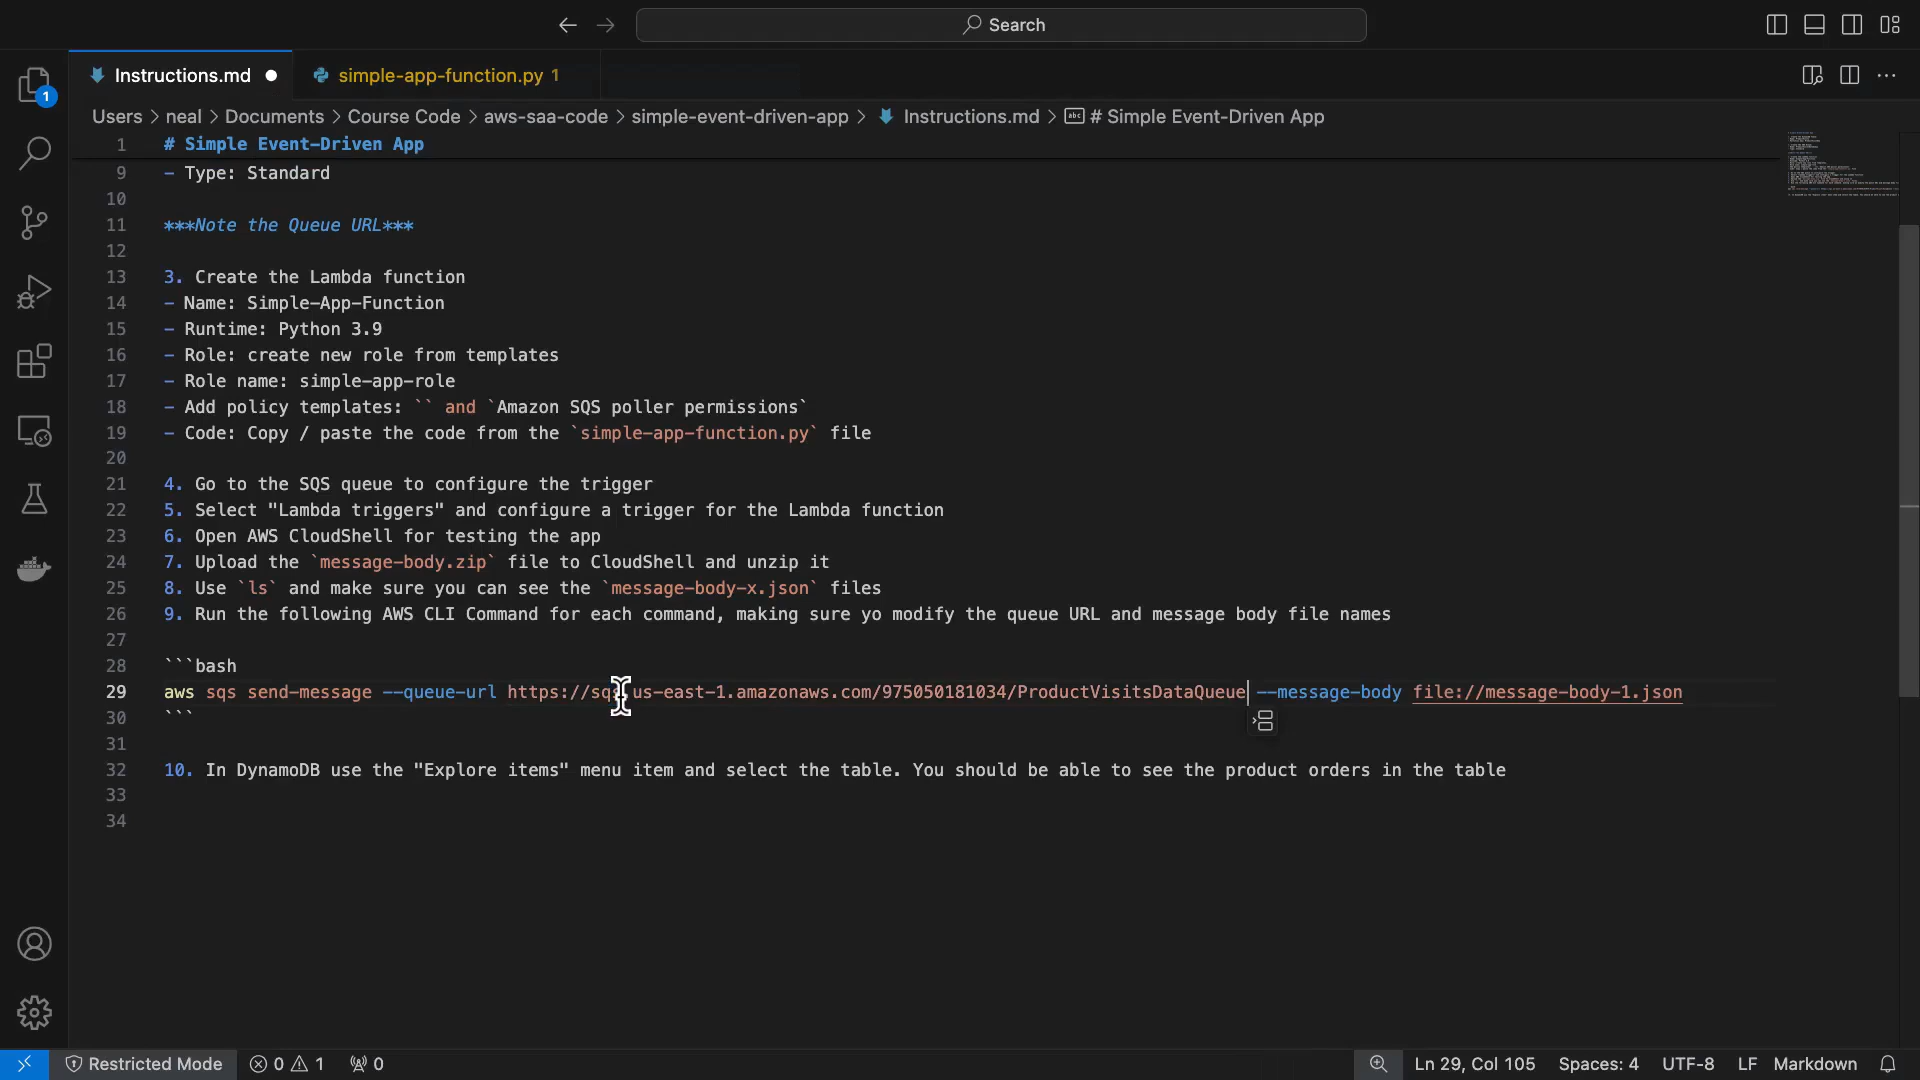 Search
Instructions.md
simple-app-function.py 1
1
Users > neal > Documents > Course Code > aws-saa-code > simple-event-driven-app > Instructions.md > abc # Simple Event-Driven App
1 # Simple Event-Driven App
9 - Type: Standard
10
11 ***Note the Queue URL***
12
13 3. Create the Lambda function
14 - Name: Simple-App-Function
15 - Runtime: Python 3.9
16 - Role: create new role from templates
17 - Role name: simple-app-role
18 - Add policy templates: `` and `Amazon SQS poller permissions`
19 - Code: Copy / paste the code from the `simple-app-function.py` file
20
21 4. Go to the SQS queue to configure the trigger
22 5. Select "Lambda triggers" and configure a trigger for the Lambda function
23 6. Open AWS CloudShell for testing the app
24 7. Upload the `message-body.zip` file to CloudShell and unzip it
25 8. Use `ls` and make sure you can see the `message-body-x.json` files
26 9. Run the following AWS CLI Command for each command, making sure yo modify the queue URL and message body file names
27
28 ```bash
29 aws sqs send-message --queue-url https://sqs.us-east-1.amazonaws.com/975050181034/ProductVisitsDataQueue --message-body file://message-body-1.json
30 ```
31
32 10. In DynamoDB use the "Explore items" menu item and select the table. You should be able to see the product orders in the table
33
34
Restricted Mode 0 1 0 Ln 29, Col 105 Spaces: 4 UTF-8 LF Markdown